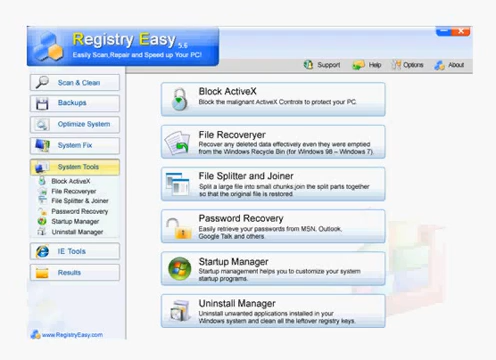 Registry Easy 5.6
Easily Scan,Repair and Speed up Your PC!
Support
Help
Options
About
Scan & Clean
Backups
Optimize System
System Fix
System Tools
Block ActiveX
File Recoveryer
File Splitter & Joiner
Password Recovery
Startup Manager
Uninstall Manager
IE Tools
Results
www.RegistryEasy.com
Block ActiveX
Block the malignant ActiveX Controls to protect your PC.
File Recoveryer
Recover any deleted data effectively even they were emptied
from the Windows Recycle Bin (for Windows 98 – Windows 7).
File Splitter and Joiner
Split a large file into small chunks,join the split parts together
so that the original file is restored.
Password Recovery
Easily retrieve your passwords from MSN, Outlook,
Google Talk and others.
Startup Manager
Startup management helps you to customize your system
startup programs.
Uninstall Manager
Uninstall unwanted applications installed in your
Windows system and clean all the leftover registry keys.